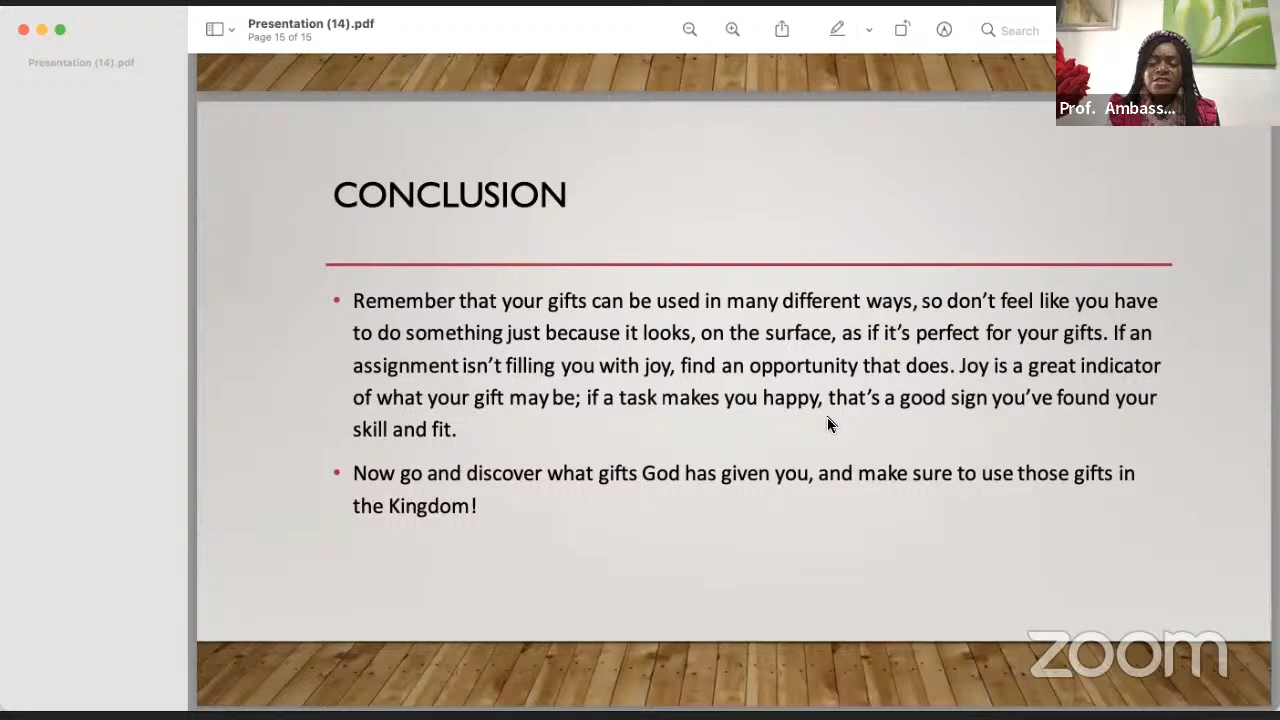 Presentation (14).pdf
Page 15 of 15
Search
Presentation (14).pdf
Prof. Ambass...
CONCLUSION
• Remember that your gifts can be used in many different ways, so don't feel like you have
to do something just because it looks, on the surface, as if it's perfect for your gifts. If an
assignment isn't filling you with joy, find an opportunity that does. Joy is a great indicator
of what your gift may be; if a task makes you happy, that's a good sign you've found your
skill and fit.
• Now go and discover what gifts God has given you, and make sure to use those gifts in
the Kingdom!
zoom